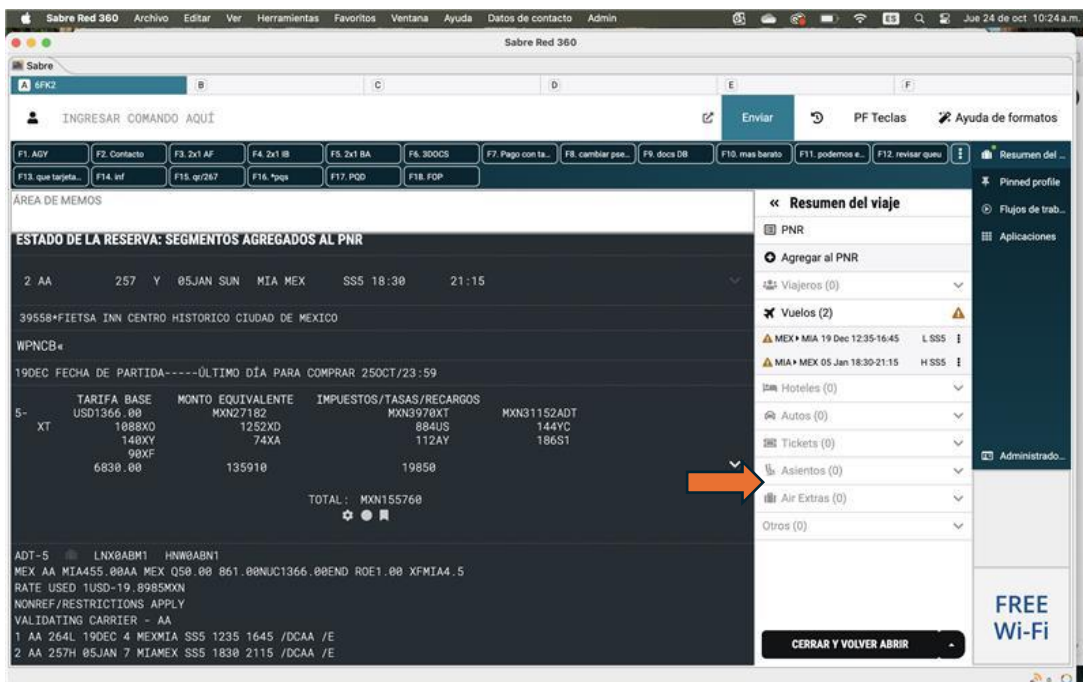 Sabre Red 360 Archivo Editar Ver Herramientas Favoritos Ventana Ayuda Datos de contacto Admin ES Jue 24 de oct 10:24 a.m.
Sabre Red 360
Sabre
A 6FK2 B C D E F
INGRESAR COMANDO AQUÍ Enviar PF Teclas Ayuda de formatos
F1. AGY F2. Contacto F3. 2x1 AF F4. 2x1 IB F5. 2x1 BA F6. 3DOCS F7. Pago con ta... F8. cambiar pse... F9. docs DB F10. mas barato F11. podemos e... F12. revisar queu
F13. que tarjeta... F14. inf F15. qr/267 F16. *pqs F17. PQD F18. FOP
Resumen del ...
Pinned profile
Flujos de trab...
Aplicaciones
Administrado...
ÁREA DE MEMOS
ESTADO DE LA RESERVA: SEGMENTOS AGREGADOS AL PNR
2 AA 257 Y 05JAN SUN MIA MEX SS5 18:30 21:15
39558*FIETSA INN CENTRO HISTORICO CIUDAD DE MEXICO
WPNCB«
19DEC FECHA DE PARTIDA-----ÚLTIMO DÍA PARA COMPRAR 25OCT/23:59
TARIFA BASE MONTO EQUIVALENTE IMPUESTOS/TASAS/RECARGOS
5- USD1366.00 MXN27182 MXN3970XT MXN31152ADT
XT 1088XO 1252XD 884US 144YC
140XY 74XA 112AY 186S1
90XF
6830.00 135910 19850
TOTAL: MXN155760
ADT-5 LNX0ABM1 HNW0ABN1
MEX AA MIA455.00AA MEX Q50.00 861.00NUC1366.00END ROE1.00 XFMIA4.5
RATE USED 1USD-19.8985MXN
NONREF/RESTRICTIONS APPLY
VALIDATING CARRIER - AA
1 AA 264L 19DEC 4 MEXMIA SS5 1235 1645 /DCAA /E
2 AA 257H 05JAN 7 MIAMEX SS5 1830 2115 /DCAA /E
« Resumen del viaje
PNR
Agregar al PNR
Viajeros (0)
Vuelos (2)
MEX MIA 19 Dec 12:35-16:45 L SS5
MIA MEX 05 Jan 18:30-21:15 H SS5
Hoteles (0)
Autos (0)
Tickets (0)
Asientos (0)
Air Extras (0)
Otros (0)
CERRAR Y VOLVER ABRIR
FREE
Wi-Fi